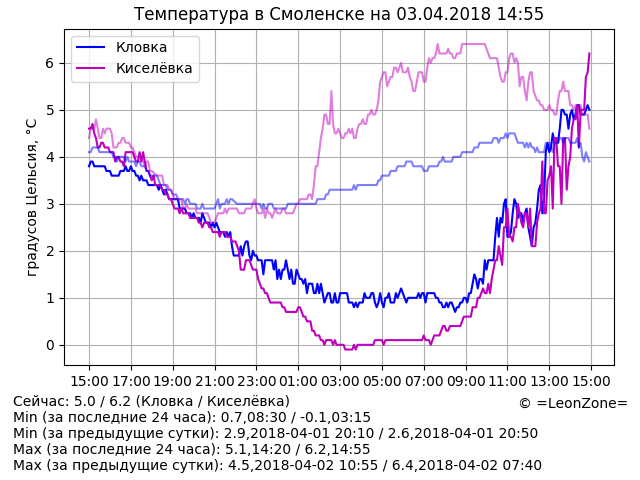 Температура в Смоленске на 03.04.2018 14:55
Кловка
Киселёвка
градусов Цельсия, °C
6
5
4
3
2
1
0
15:00 17:00 19:00 21:00 23:00 01:00 03:00 05:00 07:00 09:00 11:00 13:00 15:00
Сейчас: 5.0 / 6.2 (Кловка / Киселёвка)
© =LeonZone=
Min (за последние 24 часа): 0.7,08:30 / -0.1,03:15
Min (за предыдущие сутки): 2.9,2018-04-01 20:10 / 2.6,2018-04-01 20:50
Max (за последние 24 часа): 5.1,14:20 / 6.2,14:55
Max (за предыдущие сутки): 4.5,2018-04-02 10:55 / 6.4,2018-04-02 07:40